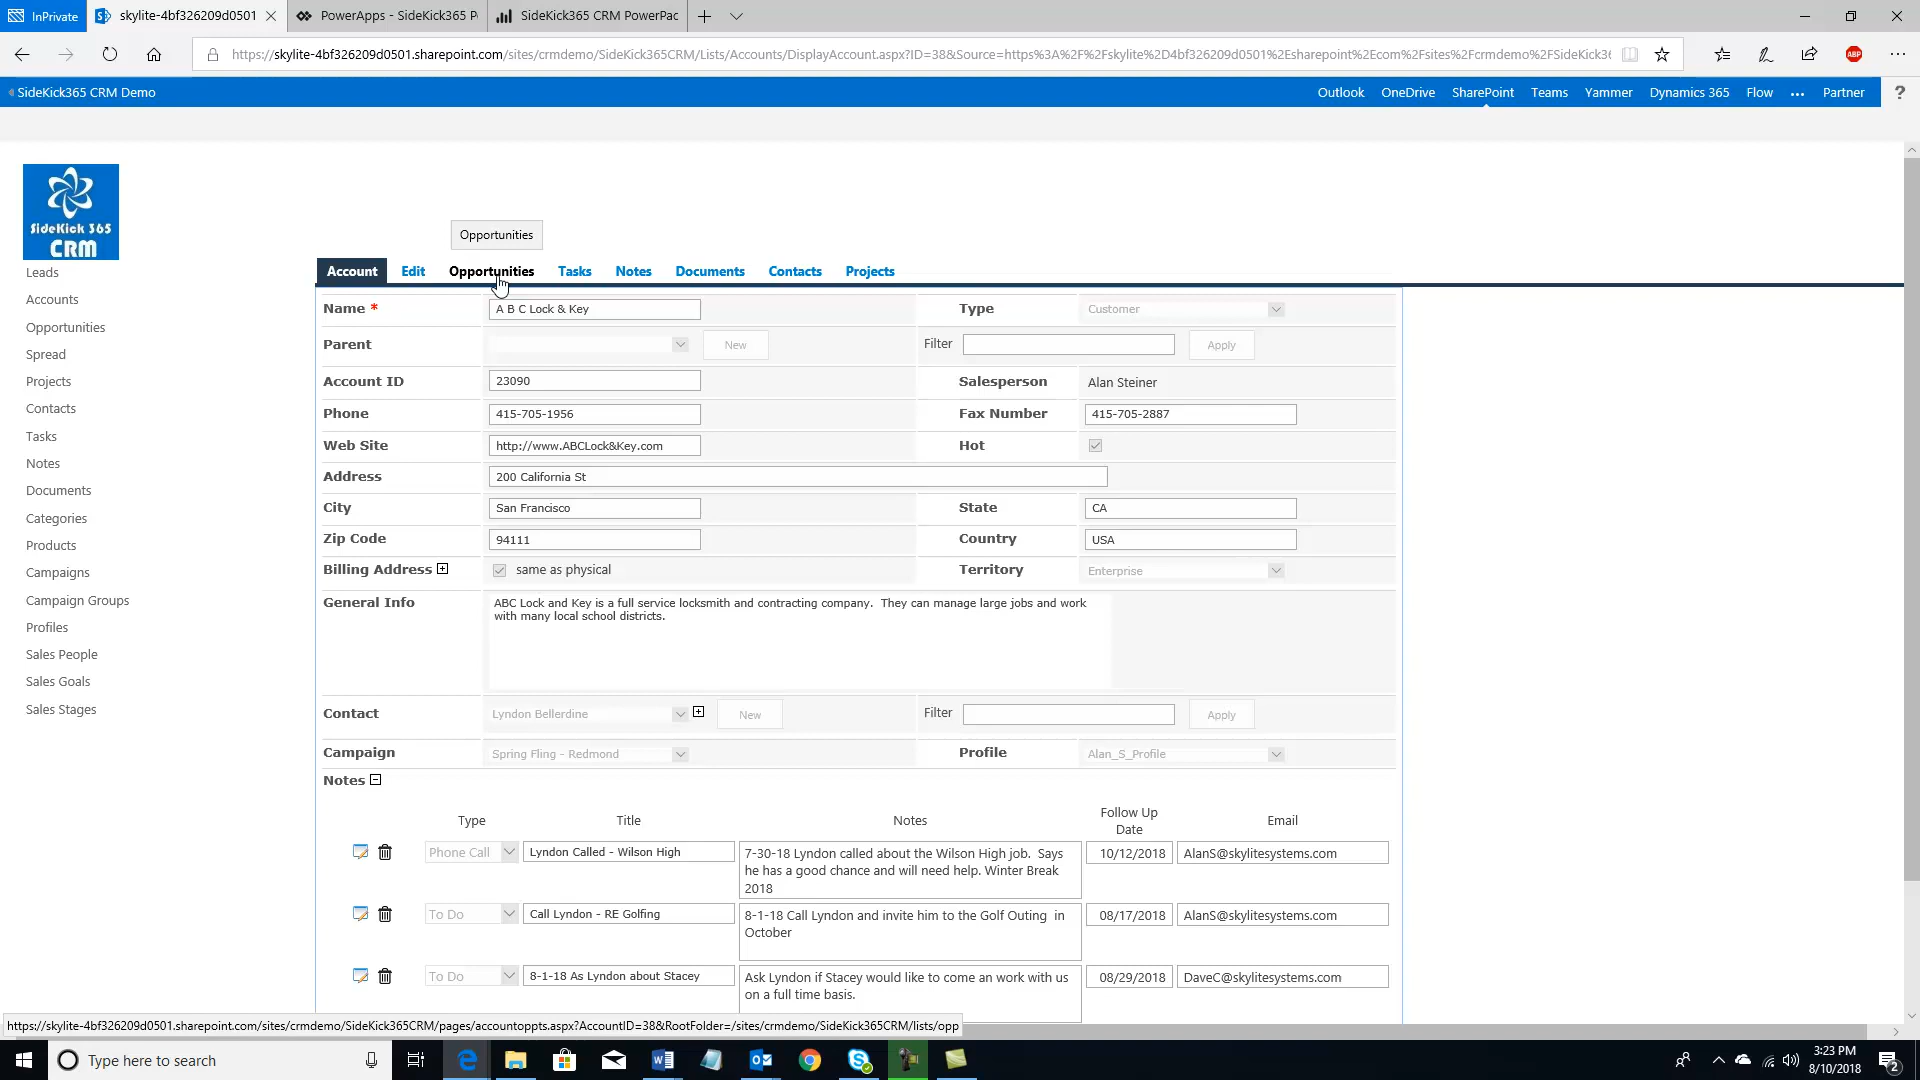 InPrivate
skylite-4bf326209d0501
PowerApps - SideKick365 P
SideKick365 CRM PowerPac
https://skylite-4bf326209d0501.sharepoint.com/sites/crmdemo/SideKick365CRM/Lists/Accounts/DisplayAccount.aspx?ID=38&Source=https%3A%2F%2Fskylite%2D4bf326209d0501%2Esharepoint%2Ecom%2Fsites%2Fcrmdemo%2FSideKick36
ABP
SideKick365 CRM Demo
Outlook OneDrive SharePoint Teams Yammer Dynamics 365 Flow ... Partner ?
SideKick 365
CRM
Leads
Accounts
Opportunities
Spread
Projects
Contacts
Tasks
Notes
Documents
Categories
Products
Campaigns
Campaign Groups
Profiles
Sales People
Sales Goals
Sales Stages
Opportunities
Account Edit Opportunities Tasks Notes Documents Contacts Projects
Name * A B C Lock & Key Type Customer
Parent New Filter Apply
Account ID 23090 Salesperson Alan Steiner
Phone 415-705-1956 Fax Number 415-705-2887
Web Site http://www.ABCLock&Key.com Hot
Address 200 California St
City San Francisco State CA
Zip Code 94111 Country USA
Billing Address same as physical Territory Enterprise
General Info ABC Lock and Key is a full service locksmith and contracting company. They can manage large jobs and work
with many local school districts.
Contact Lyndon Bellerdine New Filter Apply
Campaign Spring Fling - Redmond Profile Alan_S_Profile
Notes
Type Title Notes Follow Up Date Email
Phone Call Lyndon Called - Wilson High 7-30-18 Lyndon called about the Wilson High job. Says 10/12/2018 AlanS@skylitesystems.com
he has a good chance and will need help. Winter Break
2018
To Do Call Lyndon - RE Golfing 8-1-18 Call Lyndon and invite him to the Golf Outing in 08/17/2018 AlanS@skylitesystems.com
October
To Do 8-1-18 As Lyndon about Stacey Ask Lyndon if Stacey would like to come an work with us 08/29/2018 DaveC@skylitesystems.com
on a full time basis.
https://skylite-4bf326209d0501.sharepoint.com/sites/crmdemo/SideKick365CRM/pages/accountoppts.aspx?AccountID=38&RootFolder=/sites/crmdemo/SideKick365CRM/lists/opp
Type here to search
3:23 PM
8/10/2018
2